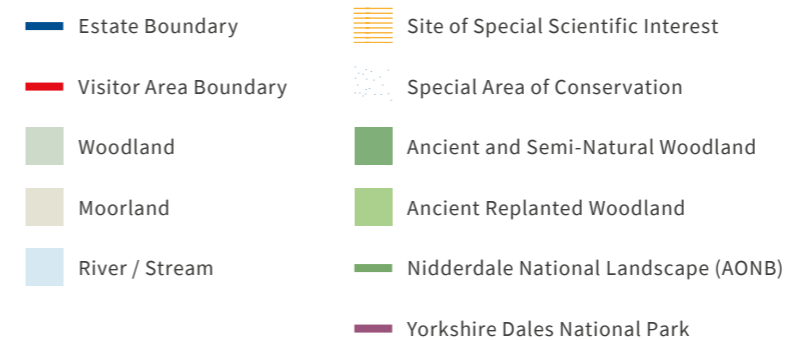 Estate Boundary
Visitor Area Boundary
Woodland
Moorland
River / Stream
Site of Special Scientific Interest
Special Area of Conservation
Ancient and Semi-Natural Woodland
Ancient Replanted Woodland
Nidderdale National Landscape (AONB)
Yorkshire Dales National Park